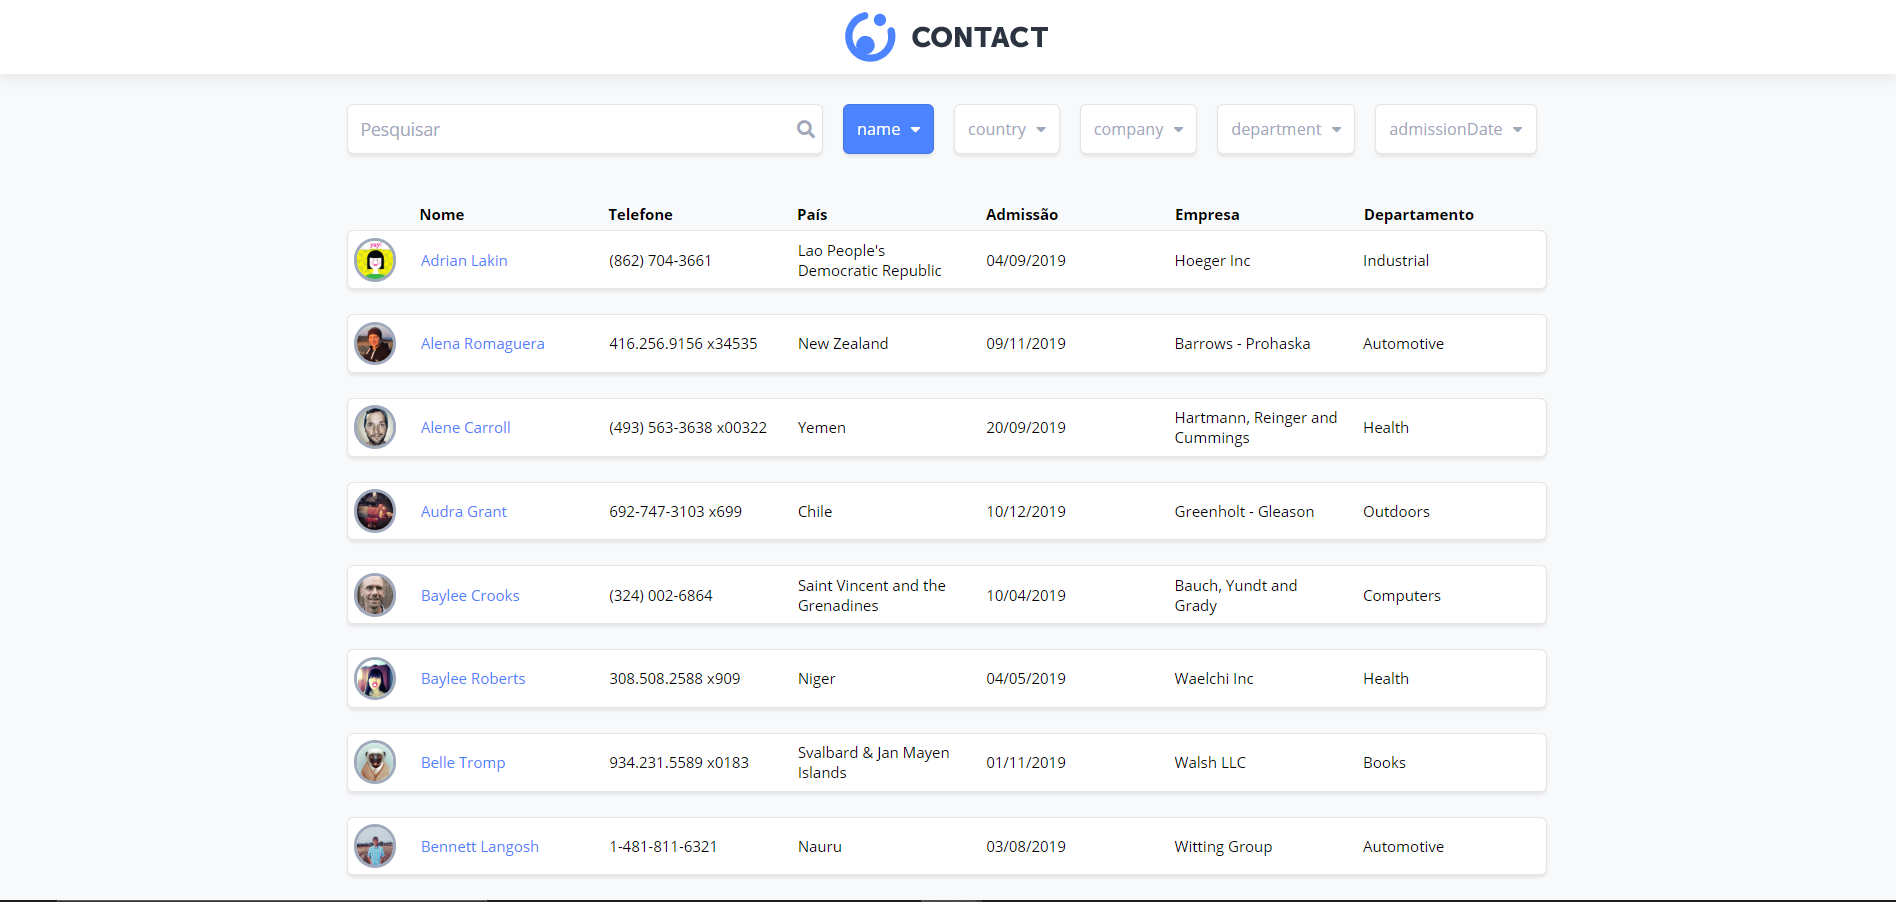 CONTACT
Pesquisar
name
country
company
department
admissionDate
Nome Telefone País Admissão Empresa Departamento
yay!
Adrian Lakin (862) 704-3661 Lao People's Democratic Republic 04/09/2019 Hoeger Inc Industrial
Alena Romaguera 416.256.9156 x34535 New Zealand 09/11/2019 Barrows - Prohaska Automotive
Alene Carroll (493) 563-3638 x00322 Yemen 20/09/2019 Hartmann, Reinger and Cummings Health
Audra Grant 692-747-3103 x699 Chile 10/12/2019 Greenholt - Gleason Outdoors
Baylee Crooks (324) 002-6864 Saint Vincent and the Grenadines 10/04/2019 Bauch, Yundt and Grady Computers
Baylee Roberts 308.508.2588 x909 Niger 04/05/2019 Waelchi Inc Health
Belle Tromp 934.231.5589 x0183 Svalbard & Jan Mayen Islands 01/11/2019 Walsh LLC Books
Bennett Langosh 1-481-811-6321 Nauru 03/08/2019 Witting Group Automotive